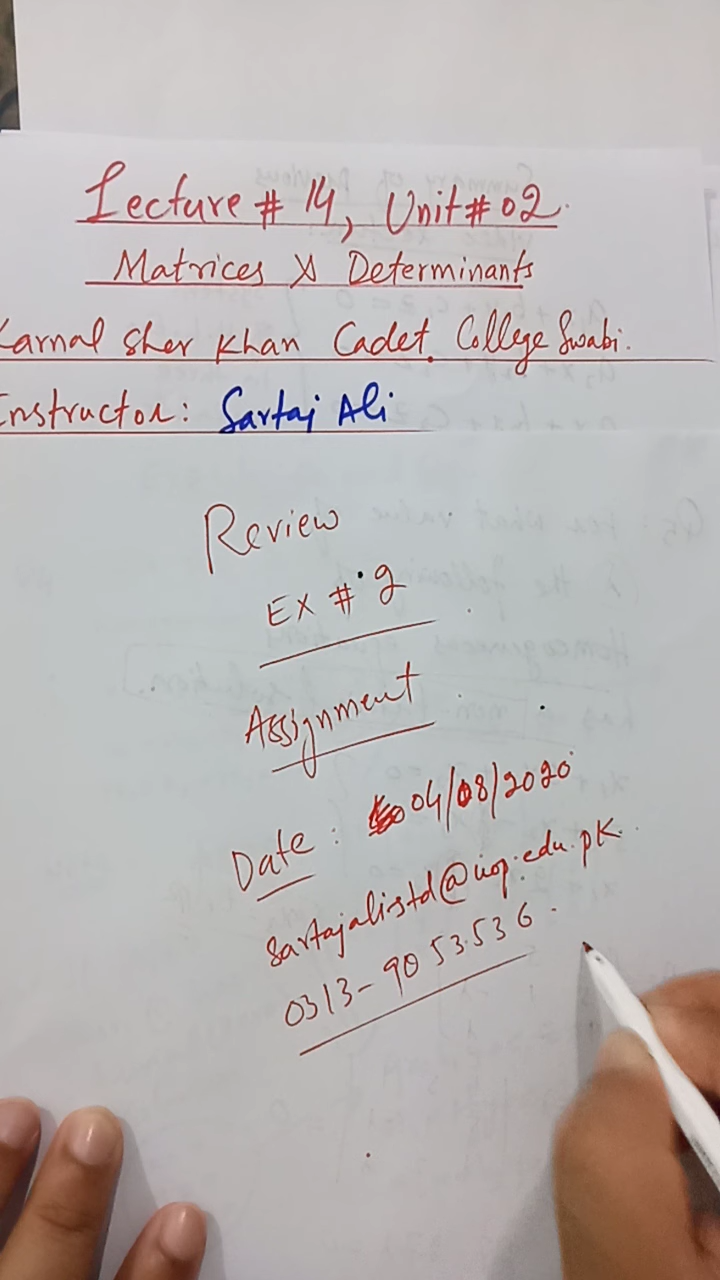 Lecture # 14, Unit # 02.
Matrices & Determinants
Karnal Sher Khan Cadet College Swabi.
Instructor: Sartaj Ali
Review
Ex # 2
Assignment
Date: 04/08/2020
sartajalistd@uop.edu.pk
0313-9053536